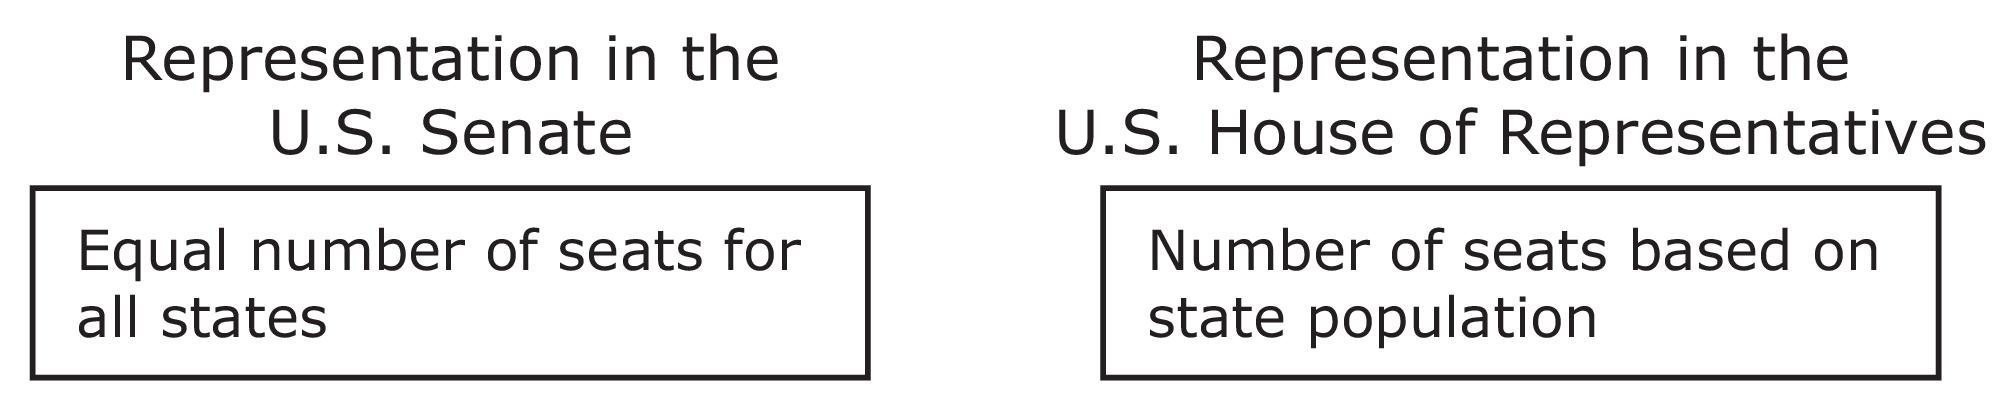 Representation in the
U.S. Senate
Equal number of seats for
all states
Representation in the
U.S. House of Representatives
Number of seats based on
state population